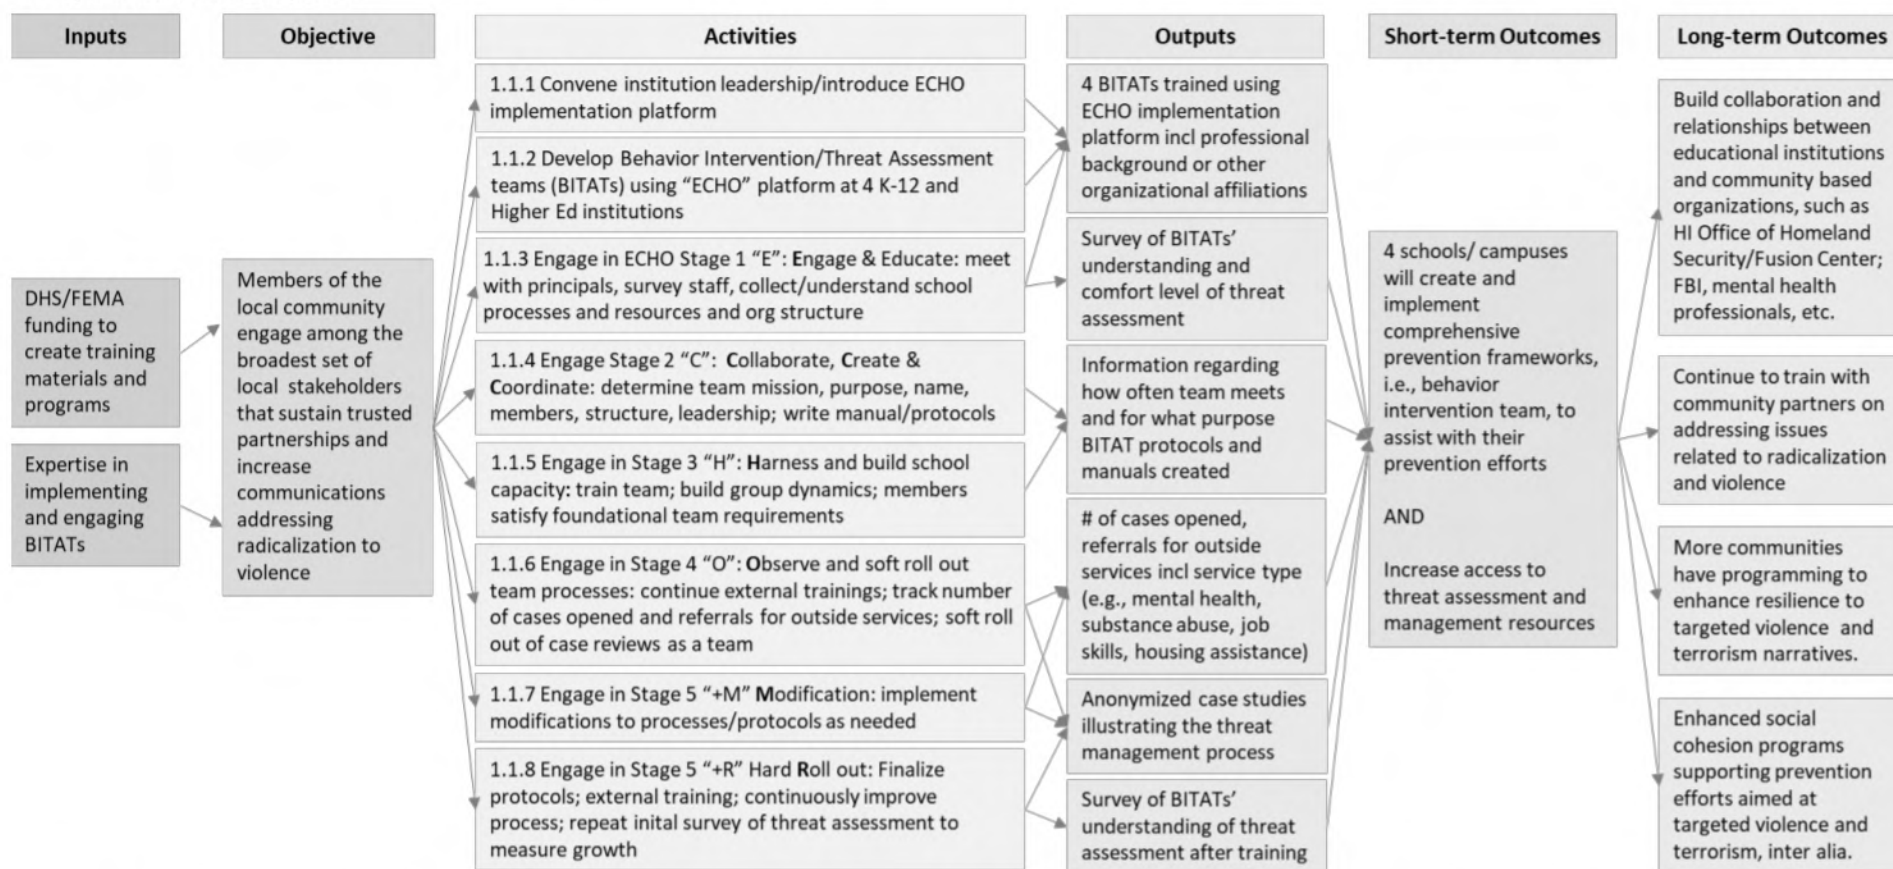 Inputs
Objective
Activities
Outputs
Short-term Outcomes
Long-term Outcomes
DHS/FEMA
funding to
create training
materials and
programs
Expertise in
implementing
and engaging
BITATs
Members of the
local community
engage among the
broadest set of
local stakeholders
that sustain trusted
partnerships and
increase
communications
addressing
radicalization to
violence
1.1.1 Convene institution leadership/introduce ECHO
implementation platform
1.1.2 Develop Behavior Intervention/Threat Assessment
teams (BITATs) using “ECHO” platform at 4 K-12 and
Higher Ed institutions
1.1.3 Engage in ECHO Stage 1 “E”: Engage & Educate: meet
with principals, survey staff, collect/understand school
processes and resources and org structure
1.1.4 Engage Stage 2 “C”: Collaborate, Create &
Coordinate: determine team mission, purpose, name,
members, structure, leadership; write manual/protocols
1.1.5 Engage in Stage 3 “H”: Harness and build school
capacity: train team; build group dynamics; members
satisfy foundational team requirements
1.1.6 Engage in Stage 4 “O”: Observe and soft roll out
team processes: continue external trainings; track number
of cases opened and referrals for outside services; soft roll
out of case reviews as a team
1.1.7 Engage in Stage 5 “+M” Modification: implement
modifications to processes/protocols as needed
1.1.8 Engage in Stage 5 “+R” Hard Roll out: Finalize
protocols; external training; continuously improve
process; repeat inital survey of threat assessment to
measure growth
4 BITATs trained using
ECHO implementation
platform incl professional
background or other
organizational affiliations
Survey of BITATs’
understanding and
comfort level of threat
assessment
Information regarding
how often team meets
and for what purpose
BITAT protocols and
manuals created
# of cases opened,
referrals for outside
services incl service type
(e.g., mental health,
substance abuse, job
skills, housing assistance)
Anonymized case studies
illustrating the threat
management process
Survey of BITATs’
understanding of threat
assessment after training
4 schools/ campuses
will create and
implement
comprehensive
prevention frameworks,
i.e., behavior
intervention team, to
assist with their
prevention efforts
AND
Increase access to
threat assessment and
management resources
Build collaboration and
relationships between
educational institutions
and community based
organizations, such as
HI Office of Homeland
Security/Fusion Center;
FBI, mental health
professionals, etc.
Continue to train with
community partners on
addressing issues
related to radicalization
and violence
More communities
have programming to
enhance resilience to
targeted violence and
terrorism narratives.
Enhanced social
cohesion programs
supporting prevention
efforts aimed at
targeted violence and
terrorism, inter alia.